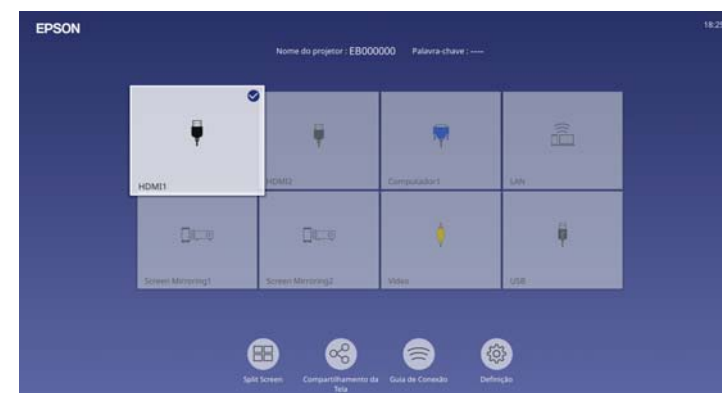 EPSON
18:25
Nome do projetor : EB000000 Palavra-chave : ----
HDMI1
HDMI2
Computador1
LAN
Screen Mirroring1
Screen Mirroring2
Vídeo
USB
Split Screen
Compartilhamento da
Tela
Guia de Conexão
Definição